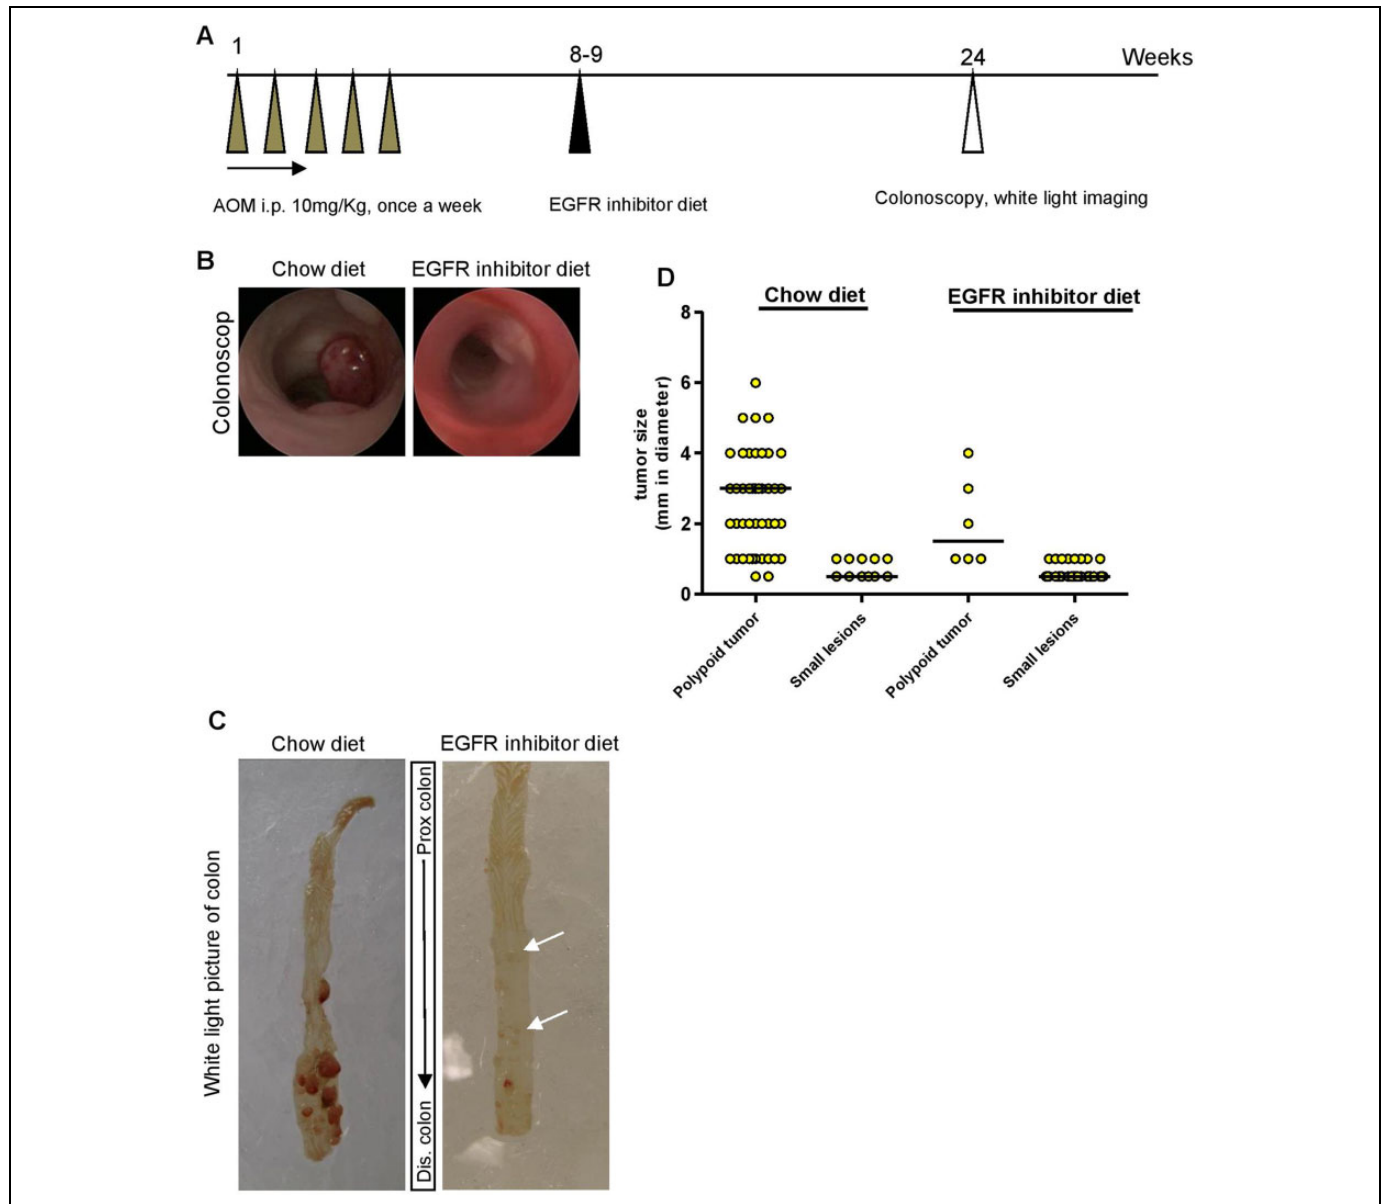 A
1
8-9
24
Weeks
AOM i.p. 10mg/Kg, once a week
EGFR inhibitor diet
Colonoscopy, white light imaging
B
Chow diet
EGFR inhibitor diet
Colonoscop
D
Chow diet
EGFR inhibitor diet
tumor size
(mm in diameter)
8
6
4
2
0
Polypoid tumor
Small lesions
Polypoid tumor
Small lesions
C
Chow diet
EGFR inhibitor diet
White light picture of colon
Prox colon
Dis. colon